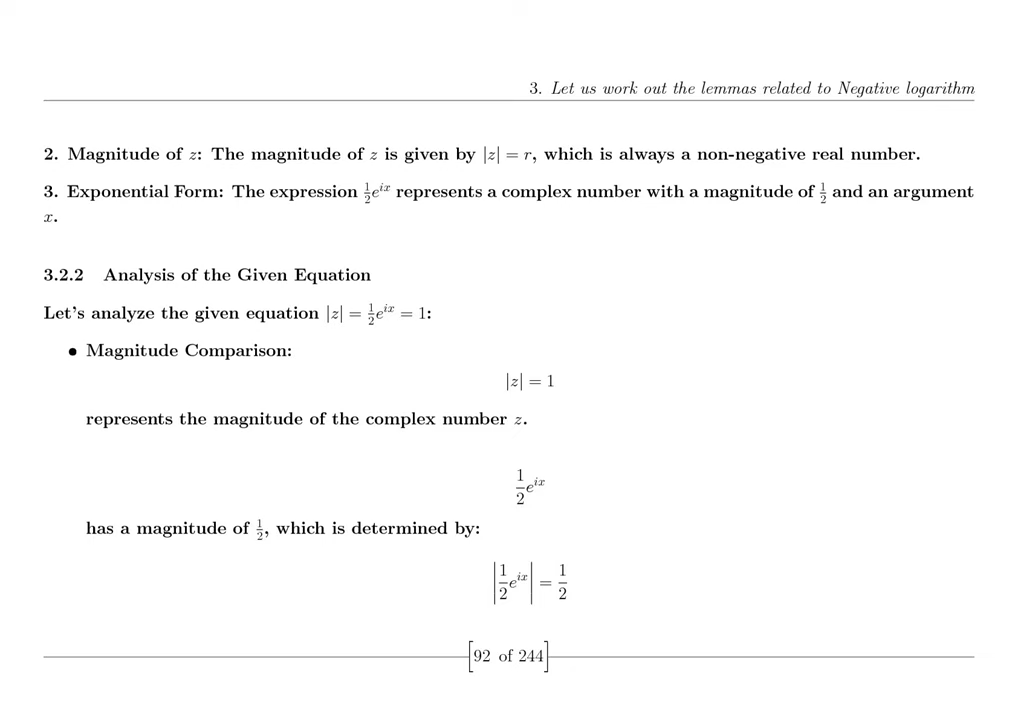 3. Let us work out the lemmas related to Negative logarithm
2. Magnitude of z: The magnitude of z is given by |z| = r, which is always a non-negative real number.
3. Exponential Form: The expression ½e^{ix} represents a complex number with a magnitude of ½ and an argument
x.
3.2.2 Analysis of the Given Equation
Let's analyze the given equation |z| = ½e^{ix} = 1:
• Magnitude Comparison:
|z| = 1
represents the magnitude of the complex number z.
½e^{ix}
has a magnitude of ½, which is determined by:
|½e^{ix}| = ½
[92 of 244]